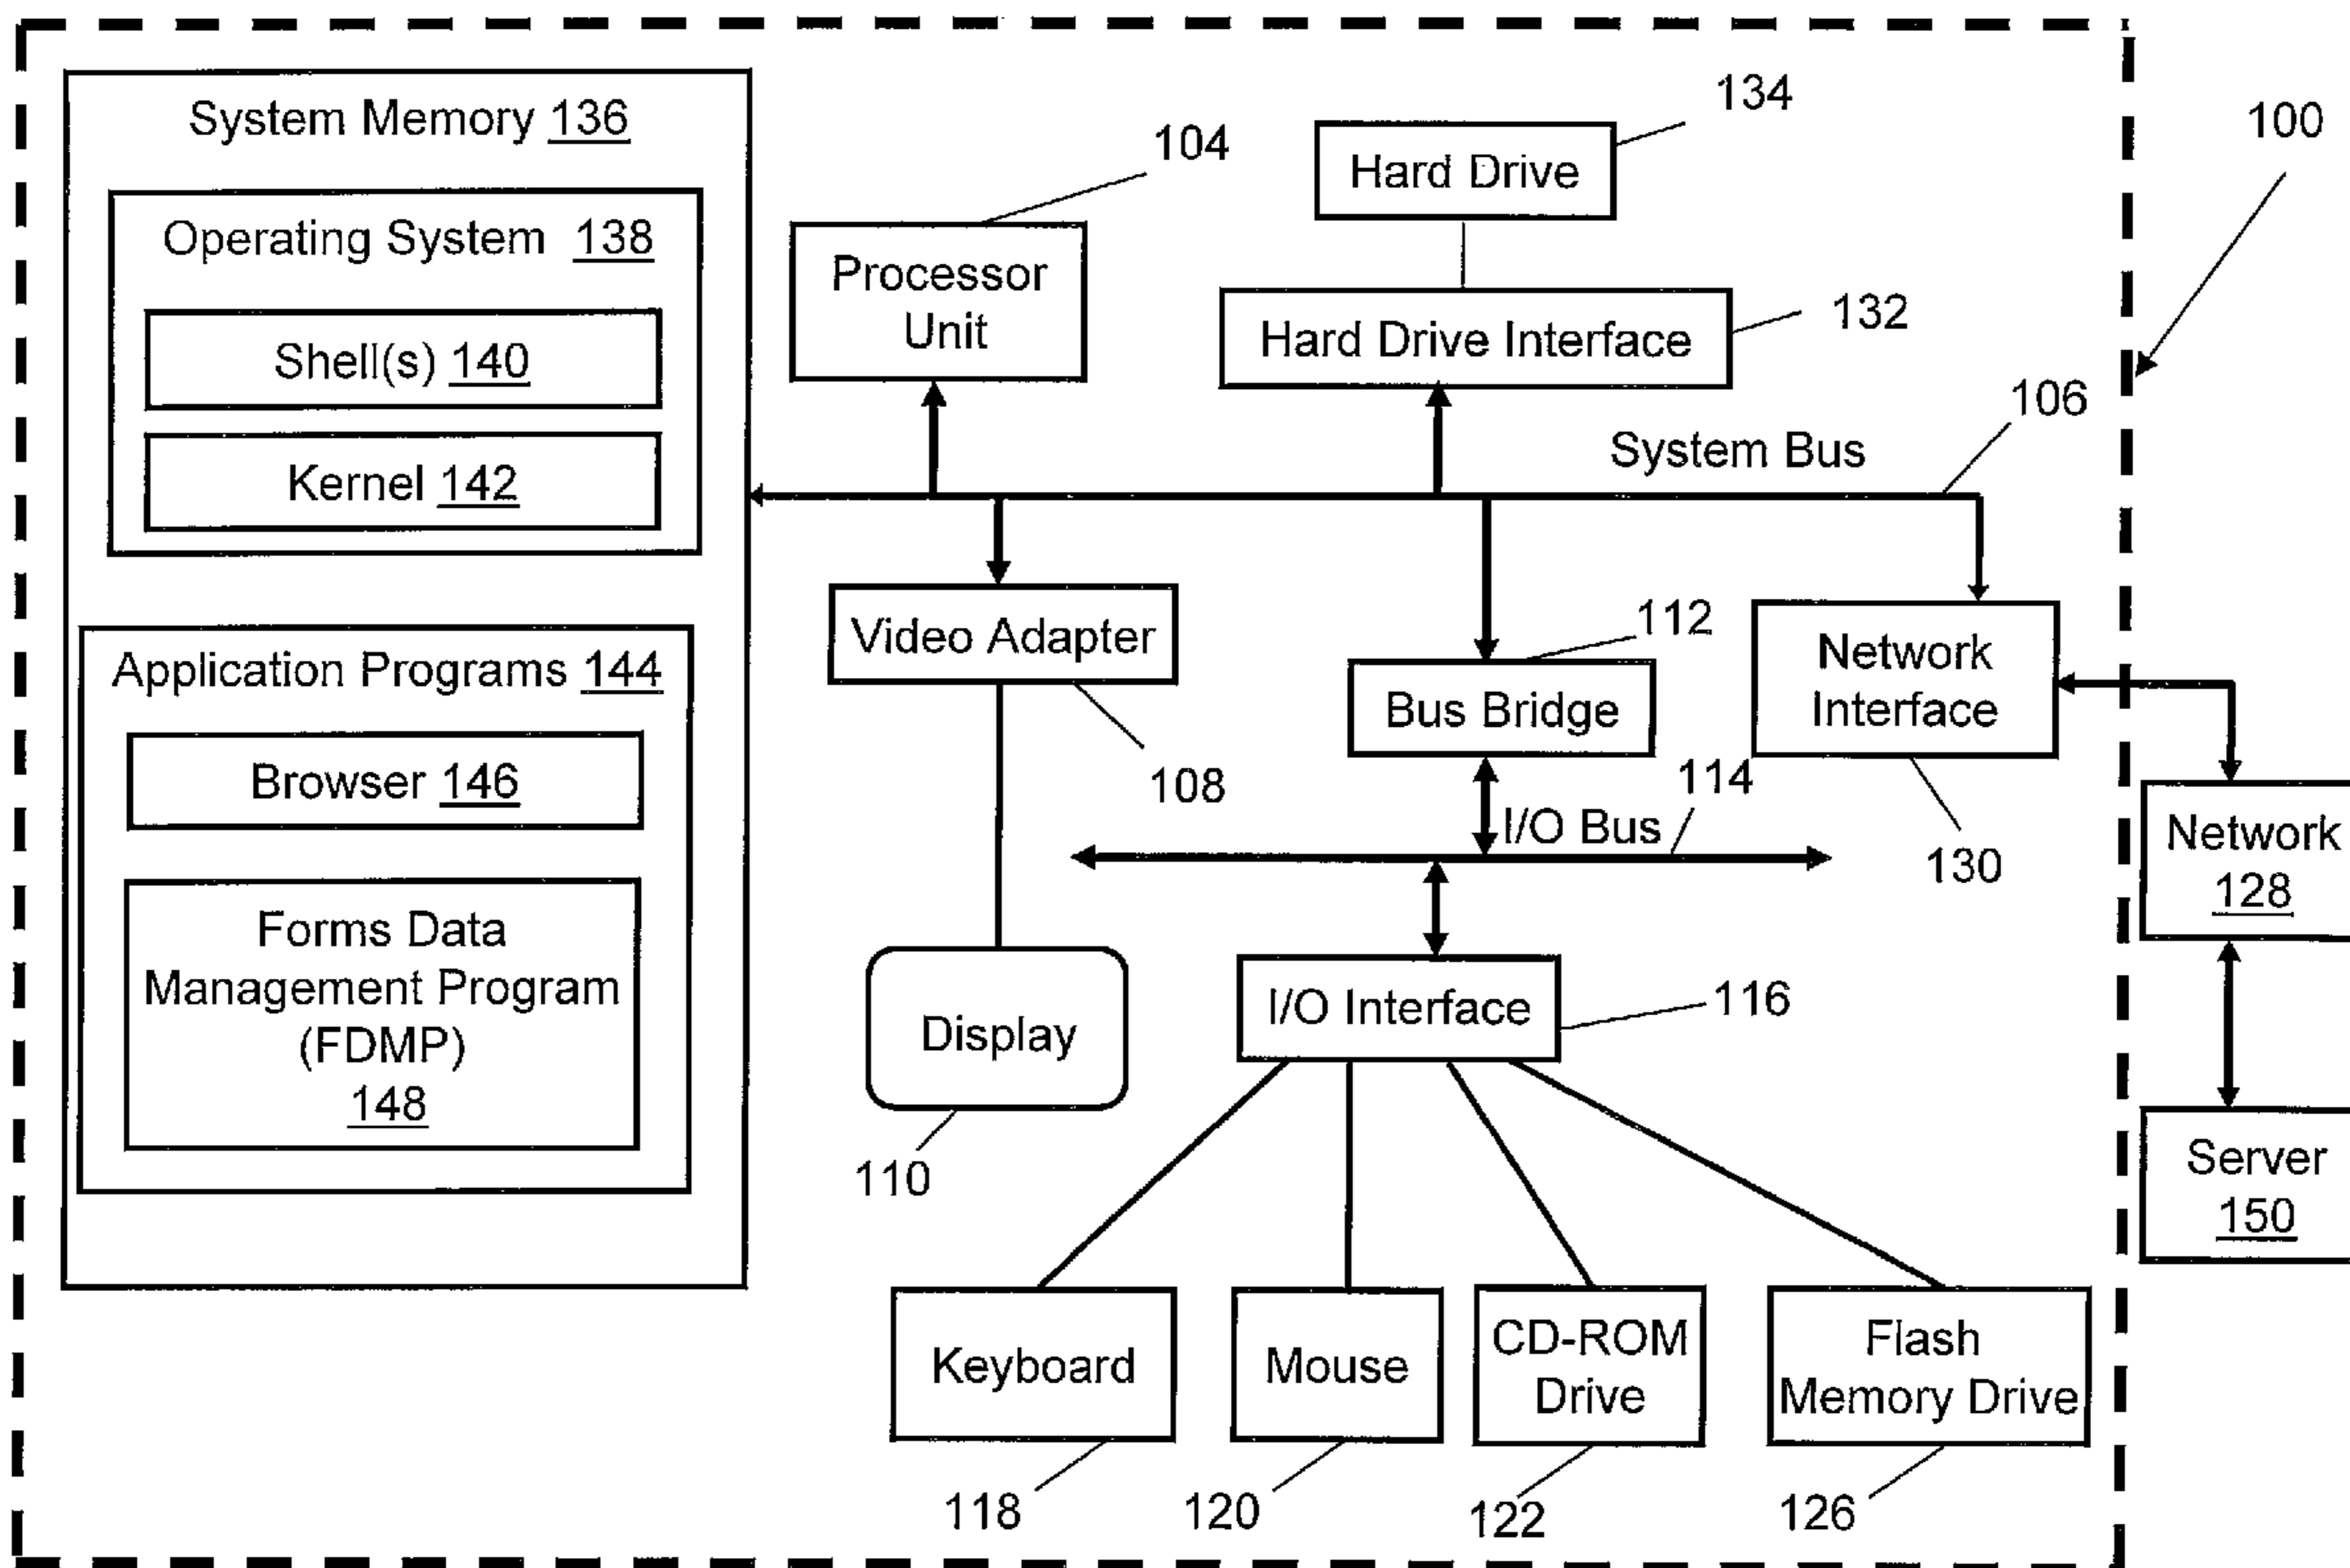 System Memory 136
Operating System 138
Shell(s) 140
Kernel 142
Application Programs 144
Browser 146
Forms Data
Management Program
(FDMP)
148
104
Processor
Unit
134
Hard Drive
Hard Drive Interface
132
100
System Bus
106
Video Adapter
108
112
Bus Bridge
Network
Interface
130
I/O Bus
114
Display
110
I/O Interface
116
Network
128
Server
150
Keyboard
118
Mouse
120
CD-ROM
Drive
122
Flash
Memory Drive
126